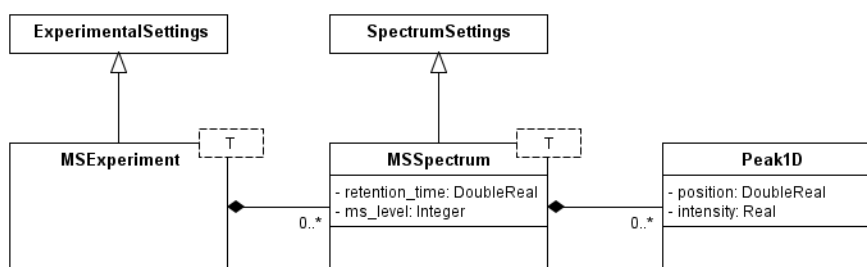 ExperimentalSettings
SpectrumSettings
T
T
MSExperiment
MSSpectrum
Peak1D
- retention_time: DoubleReal
- position: DoubleReal
- ms_level: Integer
- intensity: Real
0..*
0..*